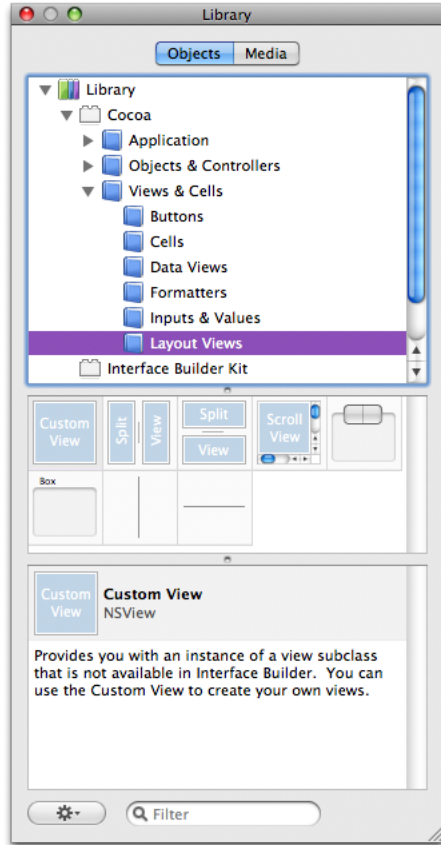 Library
Objects Media
Library
Cocoa
Application
Objects & Controllers
Views & Cells
Buttons
Cells
Data Views
Formatters
Inputs & Values
Layout Views
Interface Builder Kit
Custom View
Split View
Split View
Scroll View
Box
Custom View
Custom View
NSView
Provides you with an instance of a view subclass
that is not available in Interface Builder. You can
use the Custom View to create your own views.
Filter